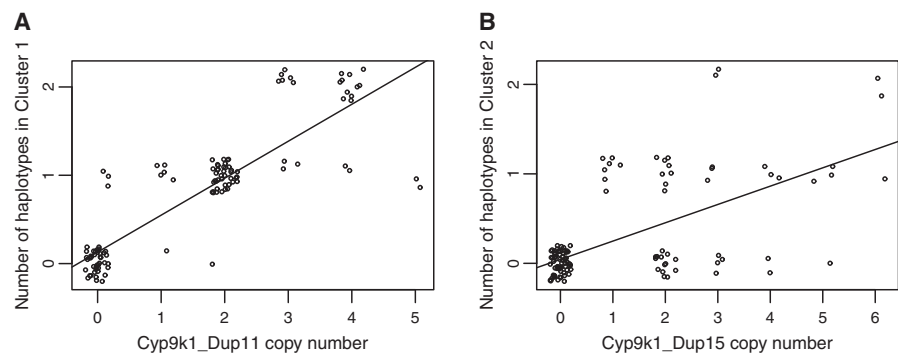 A
Number of haplotypes in Cluster 1
2
1
0
0 1 2 3 4 5
Cyp9k1_Dup11 copy number
B
Number of haplotypes in Cluster 2
2
1
0
0 1 2 3 4 5 6
Cyp9k1_Dup15 copy number